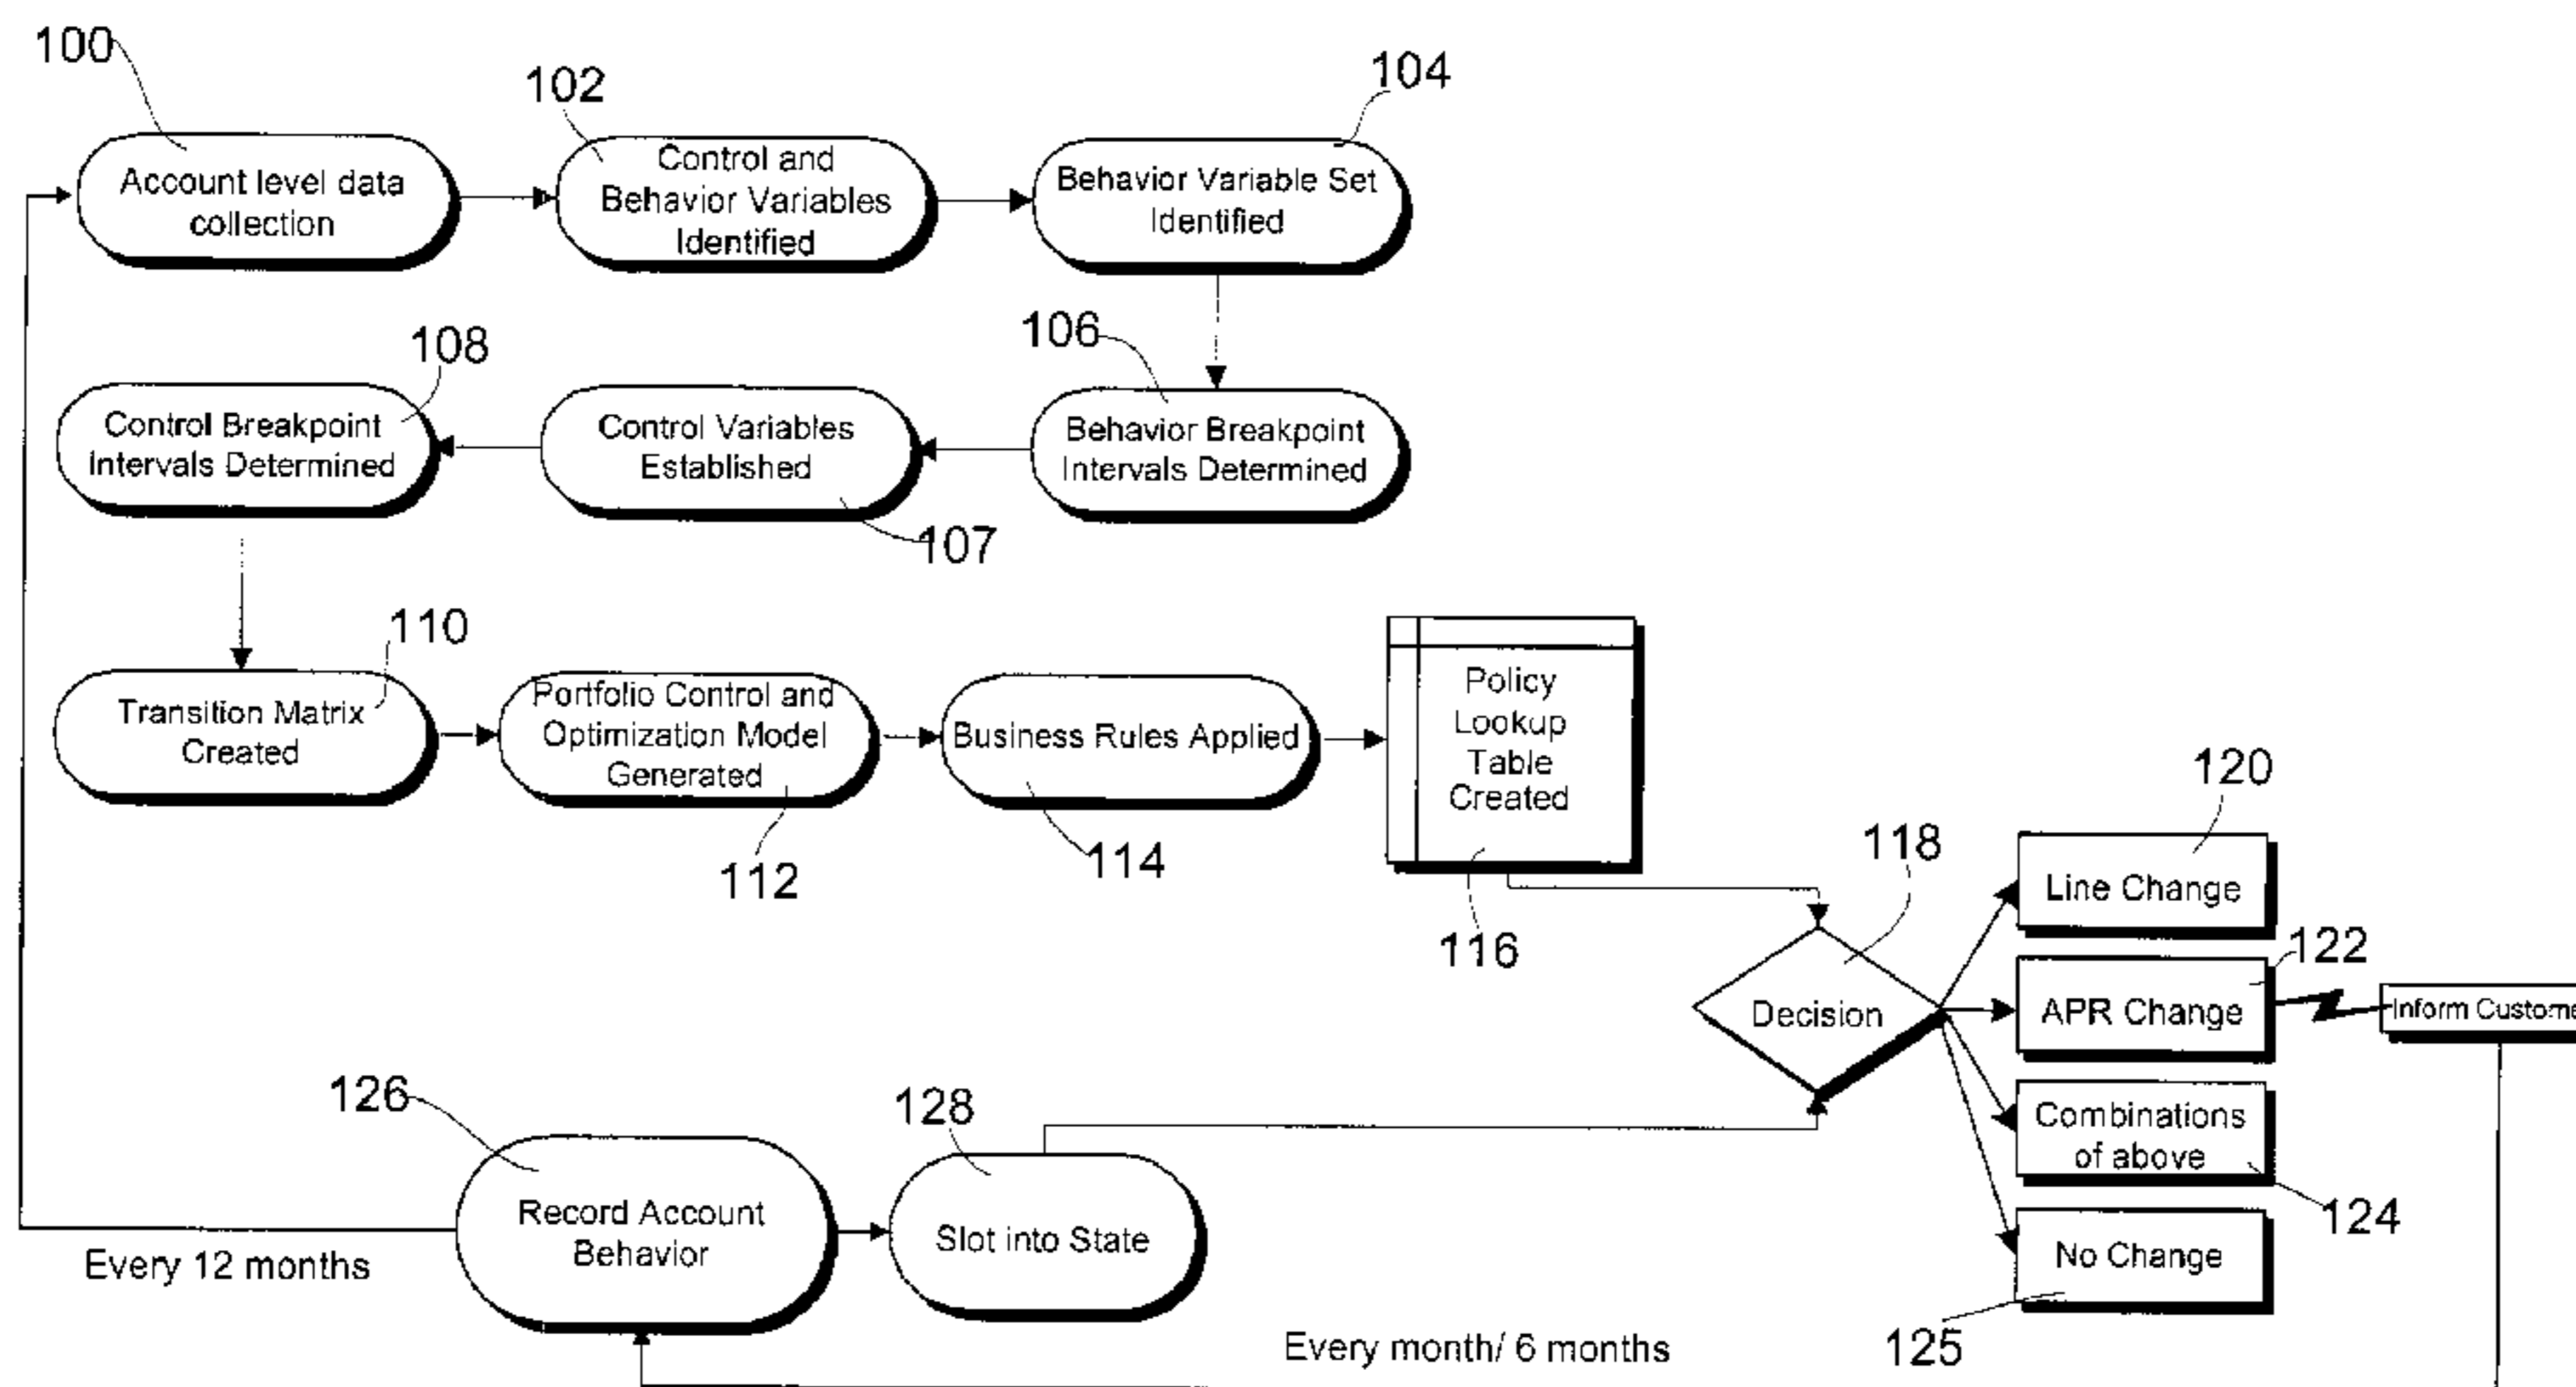 100
102
104
Account level data
collection
Control and
Behavior Variables
Identified
Behavior Variable Set
Identified
108
106
Control Breakpoint
Intervals Determined
Control Variables
Established
Behavior Breakpoint
Intervals Determined
107
110
Transition Matrix
Created
Portfolio Control and
Optimization Model
Generated
Business Rules Applied
Policy
Lookup
Table
Created
112
114
116
118
120
Line Change
122
Decision
APR Change
Inform Custome
126
128
Combinations
of above
124
Record Account
Behavior
Slot into State
No Change
125
Every 12 months
Every month/ 6 months